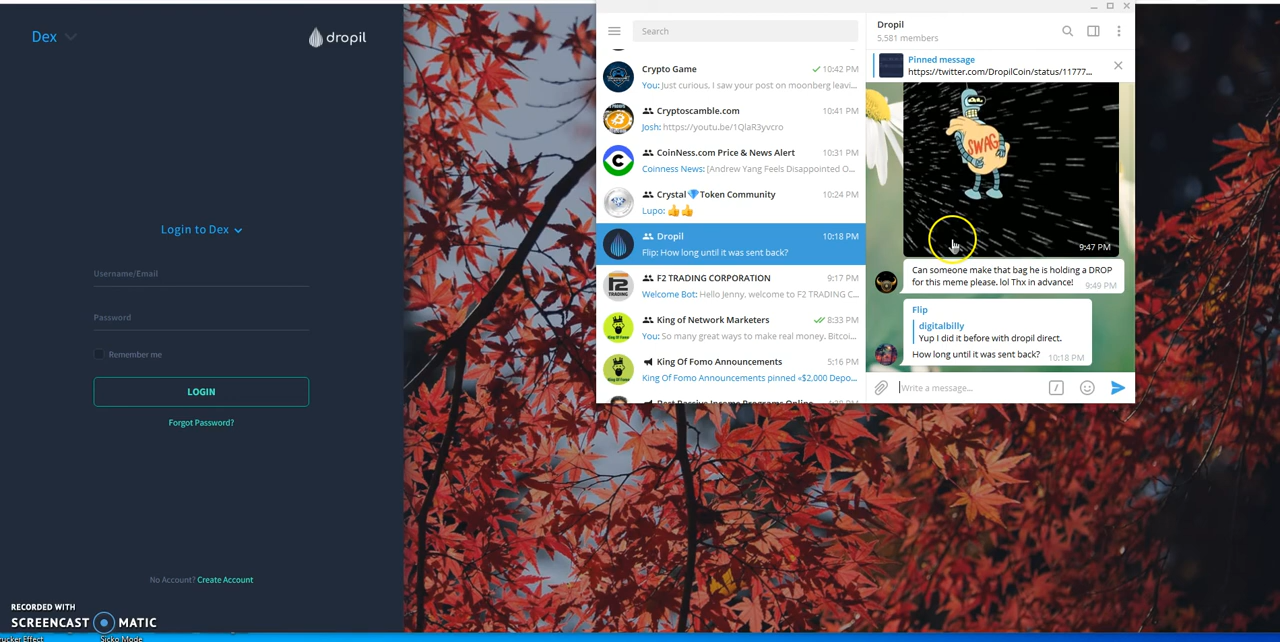 Dex
dropil
Login to Dex
Username/Email
Password
Remember me
LOGIN
Forgot Password?
No Account? Create Account
RECORDED WITH
SCREENCAST MATIC
Sicko Mode
Search
Crypto Game
10:42 PM
You: Just curious. I saw your post on moonberg leavi...
Cryptoscamble.com
10:41 PM
Josh: https://youtu.be/1QlaR3yvcro
CoinNess.com Price & News Alert
10:31 PM
Coinness News: [Andrew Yang Feels Disappointed O...
Crystal💎Token Community
10:24 PM
Lupo: 👍👍
Dropil
10:18 PM
Flip: How long until it was sent back?
F2 TRADING CORPORATION
9:17 PM
Welcome Bot: Hello Jenny, welcome to F2 TRADING C...
King of Network Marketers
8:33 PM
You: So many great ways to make real money. Bitcoi...
King Of Fomo Announcements
5:16 PM
King Of Fomo Announcements pinned «$2,000 Depo...
Dropil
5,581 members
Pinned message
https://twitter.com/DropilCoin/status/11777...
SWAG
9:47 PM
Can someone make that bag he is holding a DROP
for this meme please. lol Thx in advance!
9:49 PM
Flip
digitalbilly
Yup I did it before with dropil direct.
How long until it was sent back?
10:18 PM
Write a message...